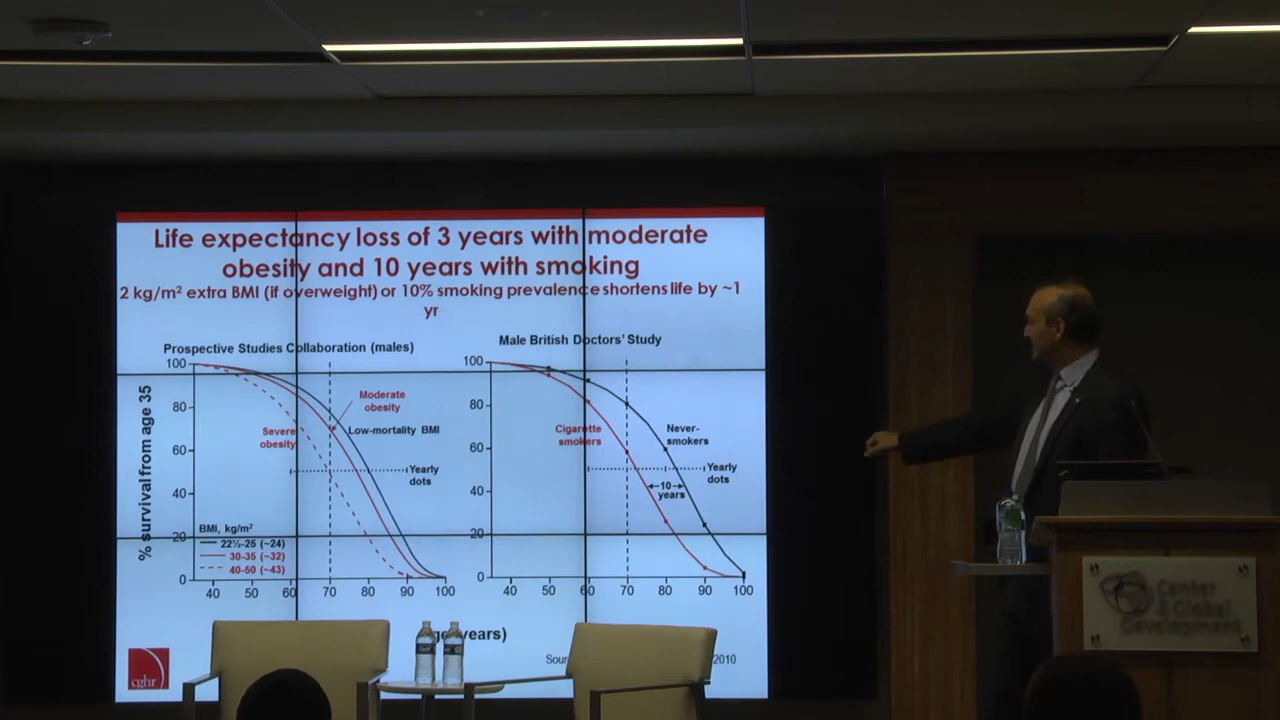 Life expectancy loss of 3 years with moderate
obesity and 10 years with smoking
2 kg/m² extra BMI (if overweight) or 10% smoking prevalence shortens life by ~1
yr
Prospective Studies Collaboration (males)
% survival from age 35
100
80
60
40
20
0
40 50 60 70 80 90 100
Moderate
obesity
Low-mortality BMI
Severe
obesity
Yearly
dots
BMI, kg/m²
22½-25 (~24)
30-35 (~32)
40-50 (~43)
Male British Doctors' Study
100
80
60
40
20
0
40 50 60 70 80 90 100
Cigarette
smokers
Never-
smokers
Yearly
dots
10
years
years)
2010
cghr
Center
for Global
Development